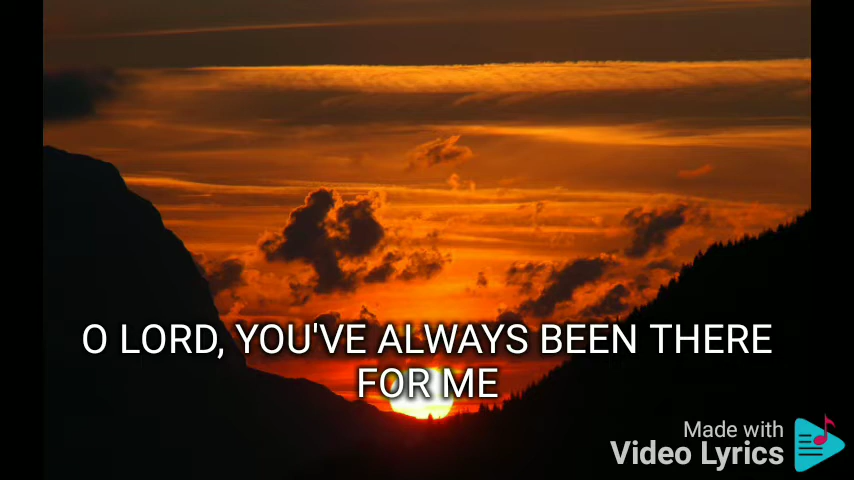 O LORD, YOU'VE ALWAYS BEEN THERE
FOR ME
Made with
Video Lyrics